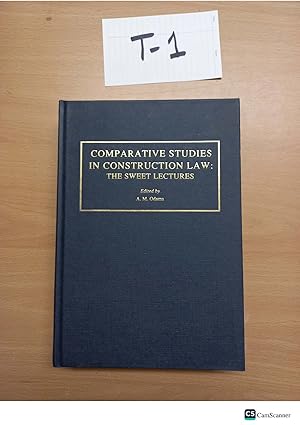 T-1
COMPARATIVE STUDIES
IN CONSTRUCTION LAW:
THE SWEET LECTURES
Edited by
A. M. Odams
CS CamScanner